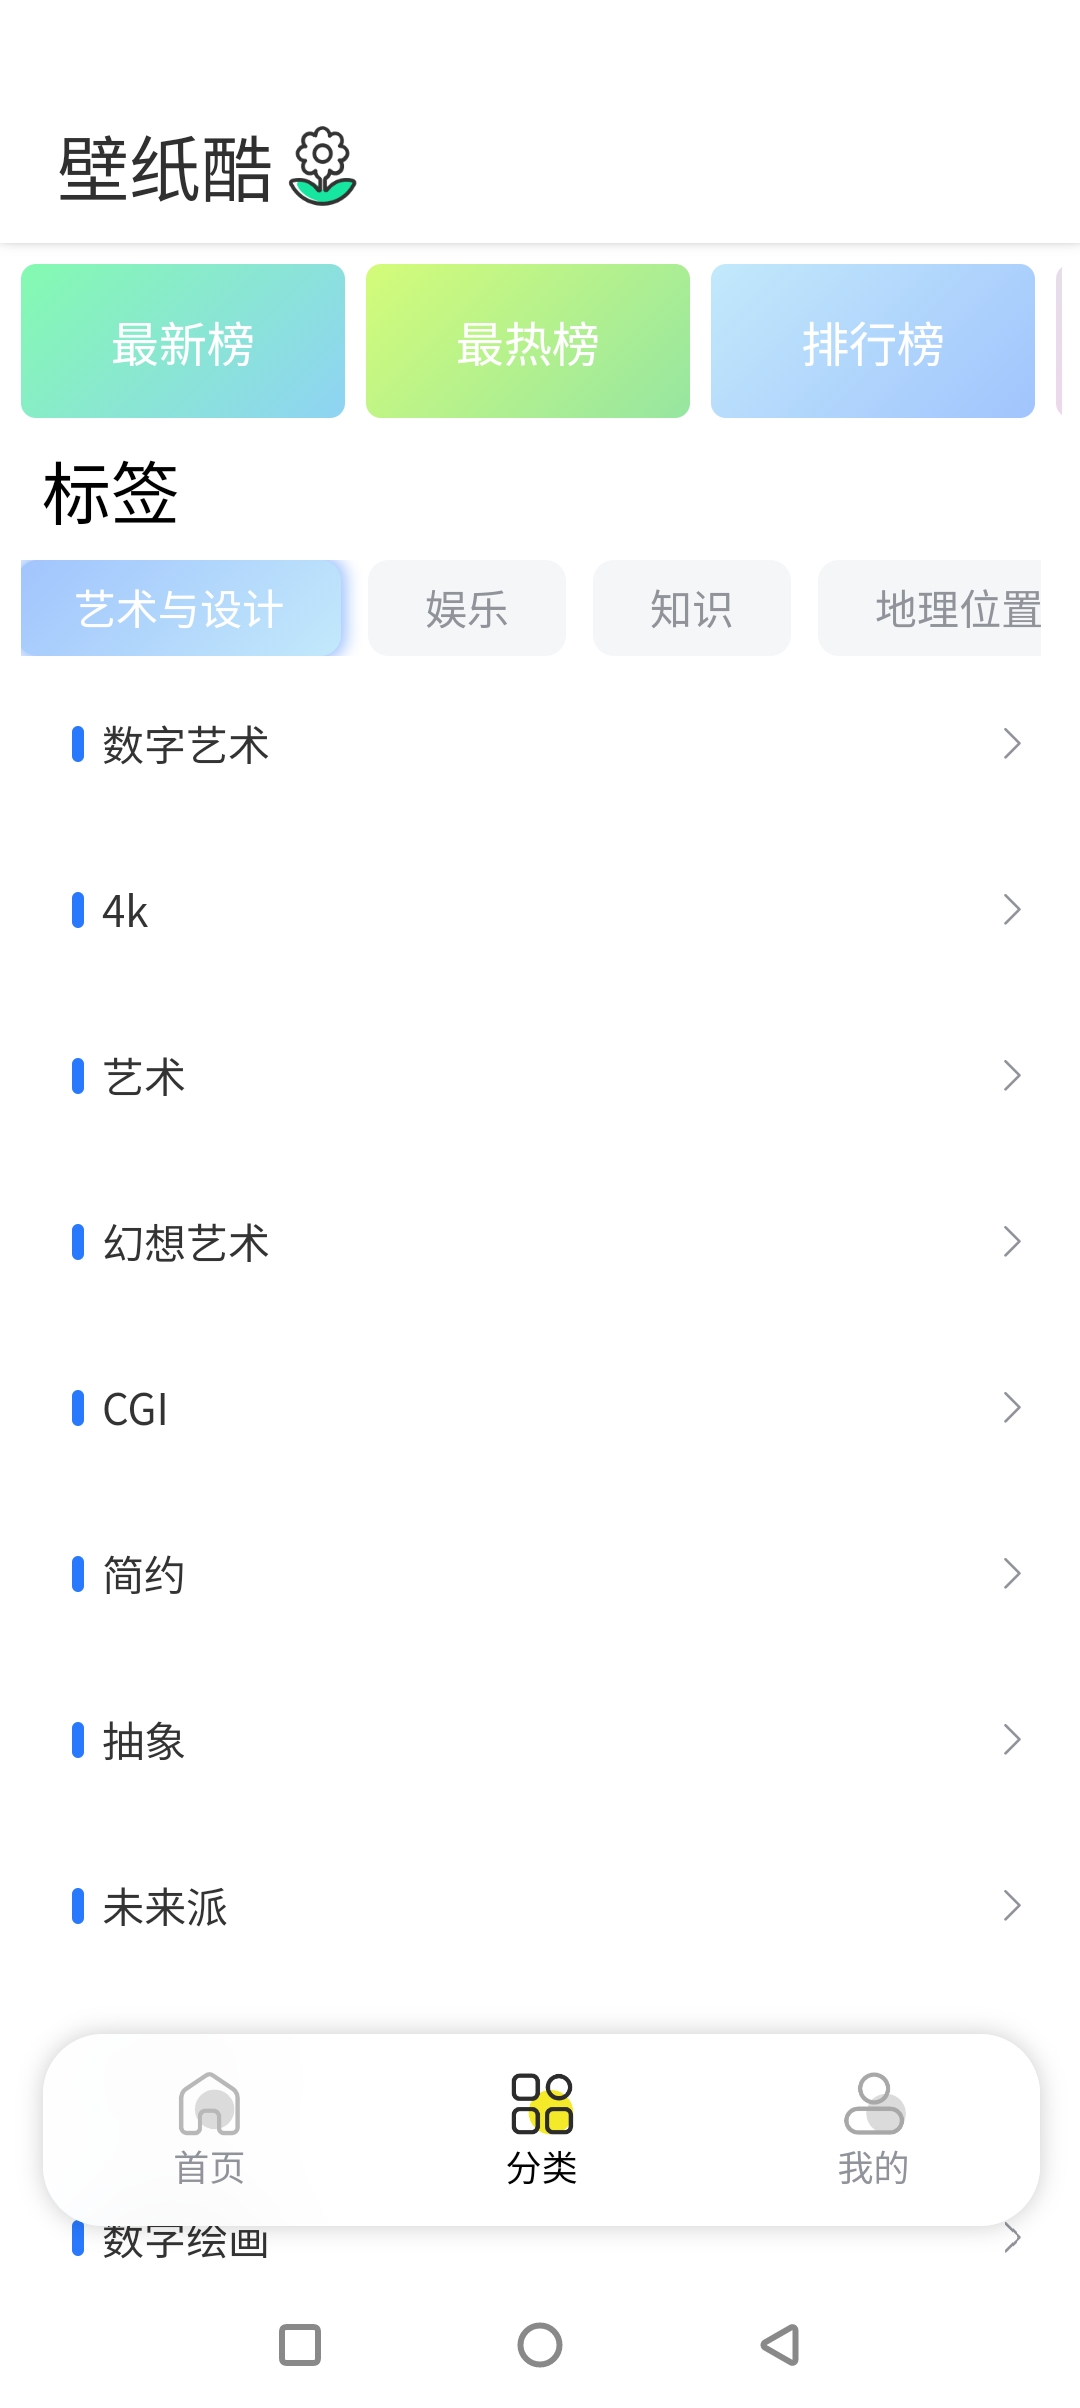 壁纸酷
最新榜 最热榜 排行榜
标签
艺术与设计 娱乐 知识 地理位置
数字艺术
4k
艺术
幻想艺术
CGI
简约
抽象
未来派
首页 分类 我的
数字绘画